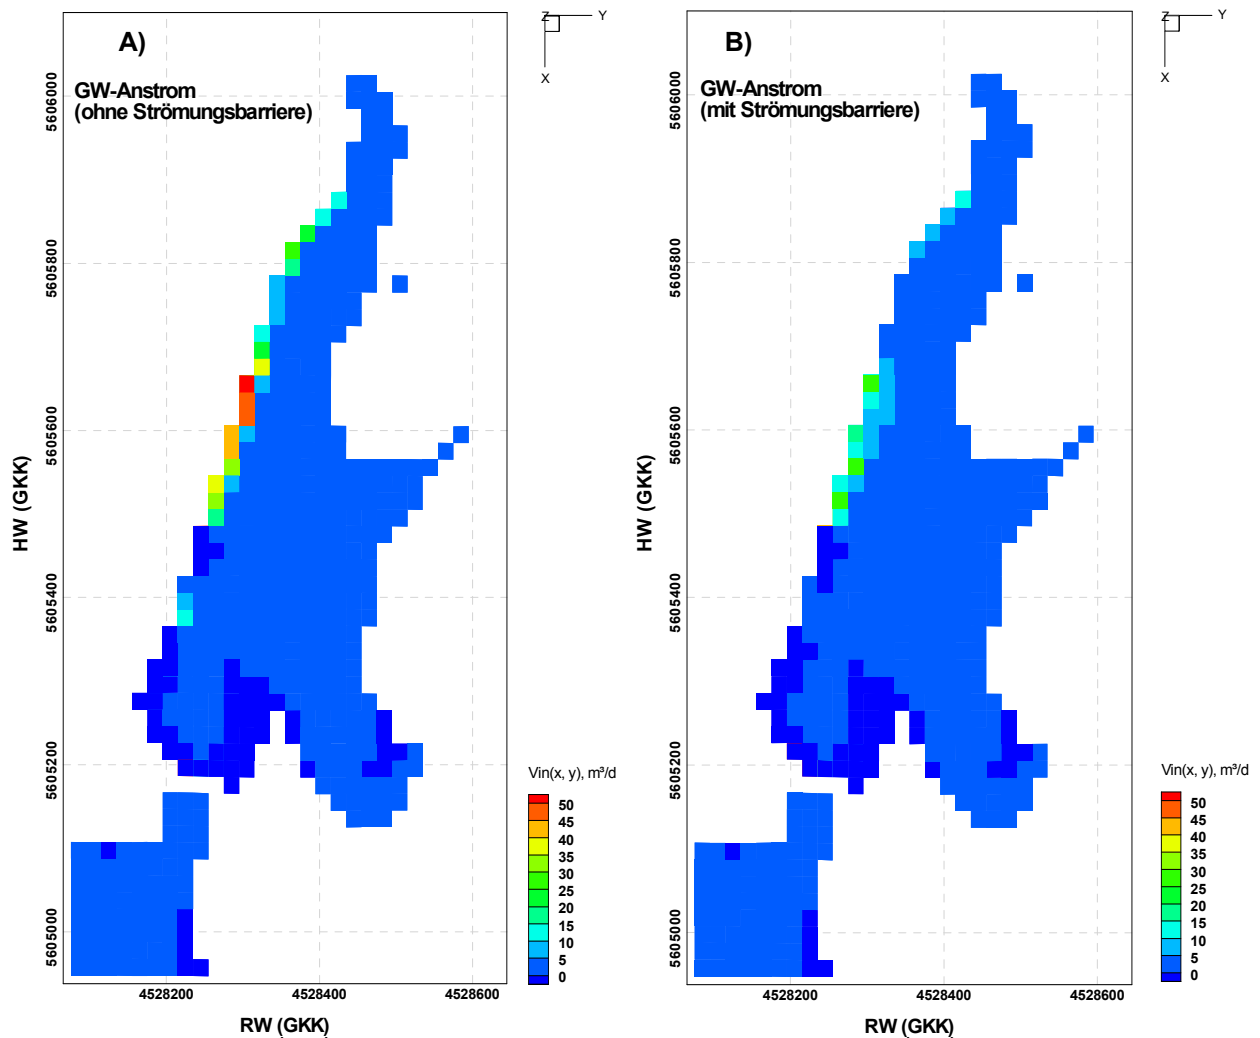 A)
GW-Anstrom
(ohne Strömungsbarriere)
Z
Y
X
5606000
5605800
5605600
5605400
5605200
5605000
HW (GKK)
4528200
4528400
4528600
RW (GKK)
Vin(x, y), m³/d
50
45
40
35
30
25
20
15
10
5
0
B)
GW-Anstrom
(mit Strömungsbarriere)
Z
Y
X
5606000
5605800
5605600
5605400
5605200
5605000
HW (GKK)
4528200
4528400
4528600
RW (GKK)
Vin(x, y), m³/d
50
45
40
35
30
25
20
15
10
5
0